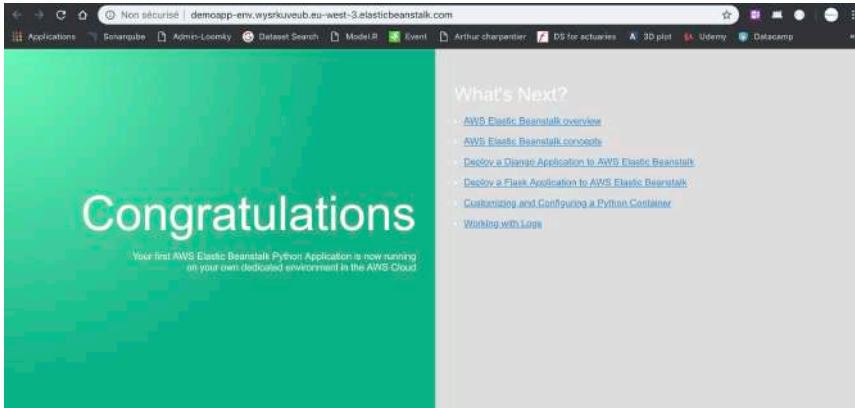 Non sécurisé | demoapp-env.wysrkuveub.eu-west-3.elasticbeanstalk.com
Applications Sonarqube Admin-Loomky Dataset Search Model.R Event Arthur charpentier DS for actuaries 3D plot Udemy Datacamp
Congratulations
Your first AWS Elastic Beanstalk Python Application is now running
on your own dedicated environment in the AWS Cloud
What's Next?
AWS Elastic Beanstalk overview
AWS Elastic Beanstalk concepts
Deploy a Django Application to AWS Elastic Beanstalk
Deploy a Flask Application to AWS Elastic Beanstalk
Customizing and Configuring a Python Container
Working with Logs